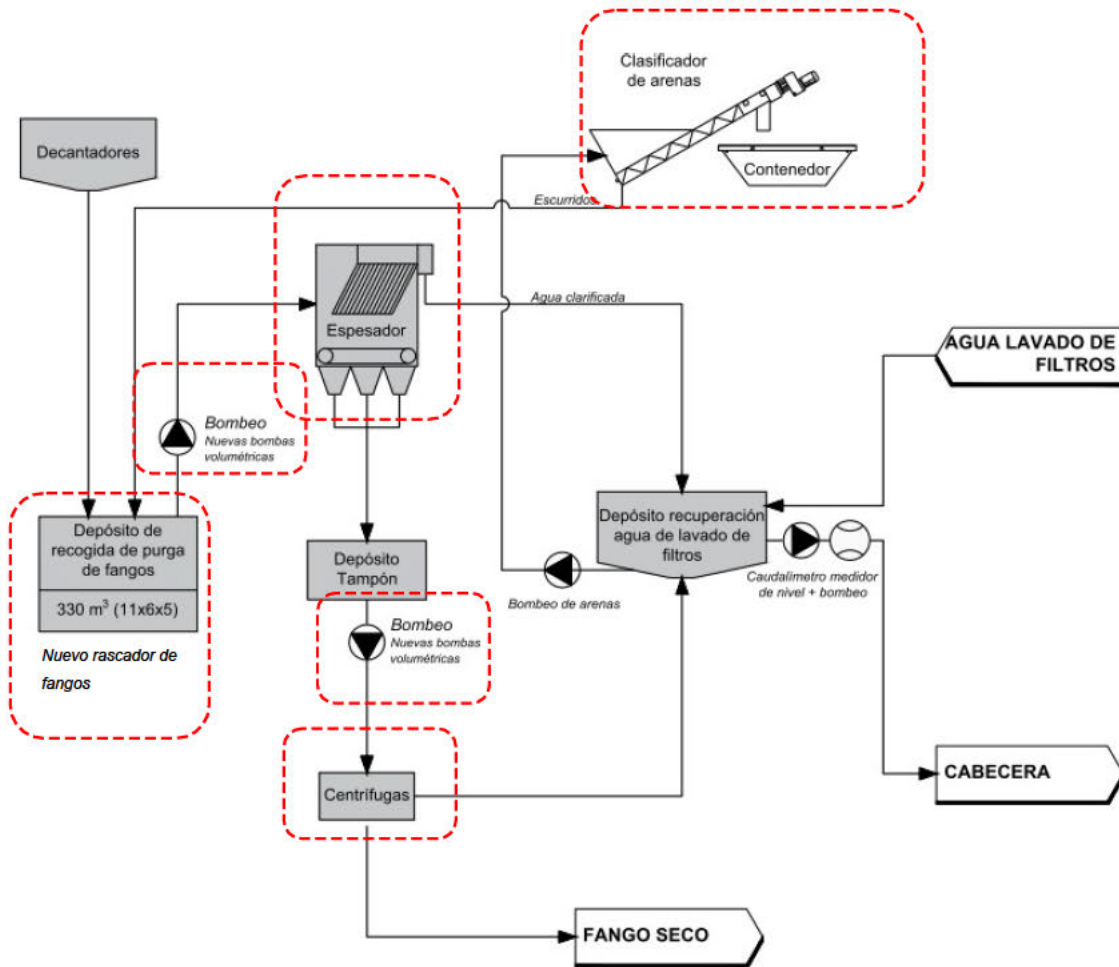 Clasificador
de arenas
Contenedor
Decantadores
Escurridos
Agua clarificada
Espesador
AGUA LAVADO DE
FILTROS
Bombeo
Nuevas bombas
volumétricas
Depósito de
recogida de purga
de fangos
330 m³ (11x6x5)
Nuevo rascador de
fangos
Depósito
Tampón
Depósito recuperación
agua de lavado de
filtros
Bombeo de arenas
Caudalímetro medidor
de nivel + bombeo
Bombeo
Nuevas bombas
volumétricas
Centrífugas
CABECERA
FANGO SECO